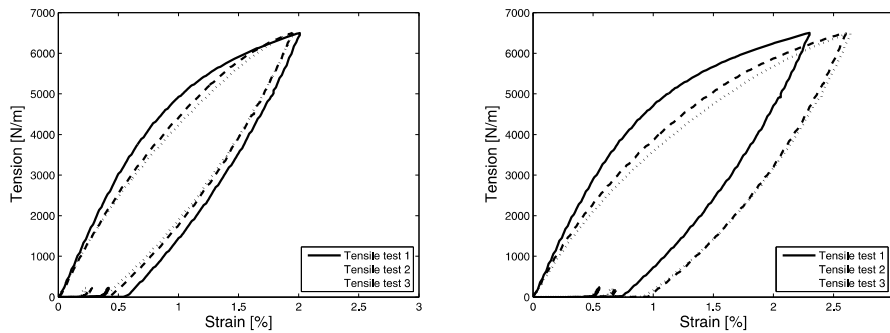 7000
6000
5000
4000
3000
2000
1000
0
Tension [N/m]
0 0.5 1 1.5 2 2.5 3
Strain [%]
Tensile test 1
Tensile test 2
Tensile test 3
7000
6000
5000
4000
3000
2000
1000
0
Tension [N/m]
0 0.5 1 1.5 2 2.5
Strain [%]
Tensile test 1
Tensile test 2
Tensile test 3